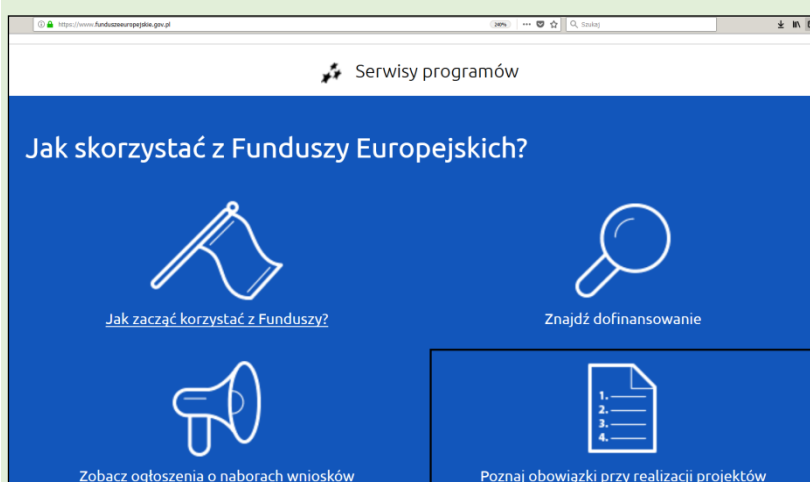 https://www.funduszeeuropejskie.gov.pl
Szukaj
Serwisy programów
Jak skorzystać z Funduszy Europejskich?
Jak zacząć korzystać z Funduszy?
Znajdź dofinansowanie
1.
2.
3.
4.
Zobacz ogłoszenia o naborach wniosków
Poznaj obowiązki przy realizacji projektów